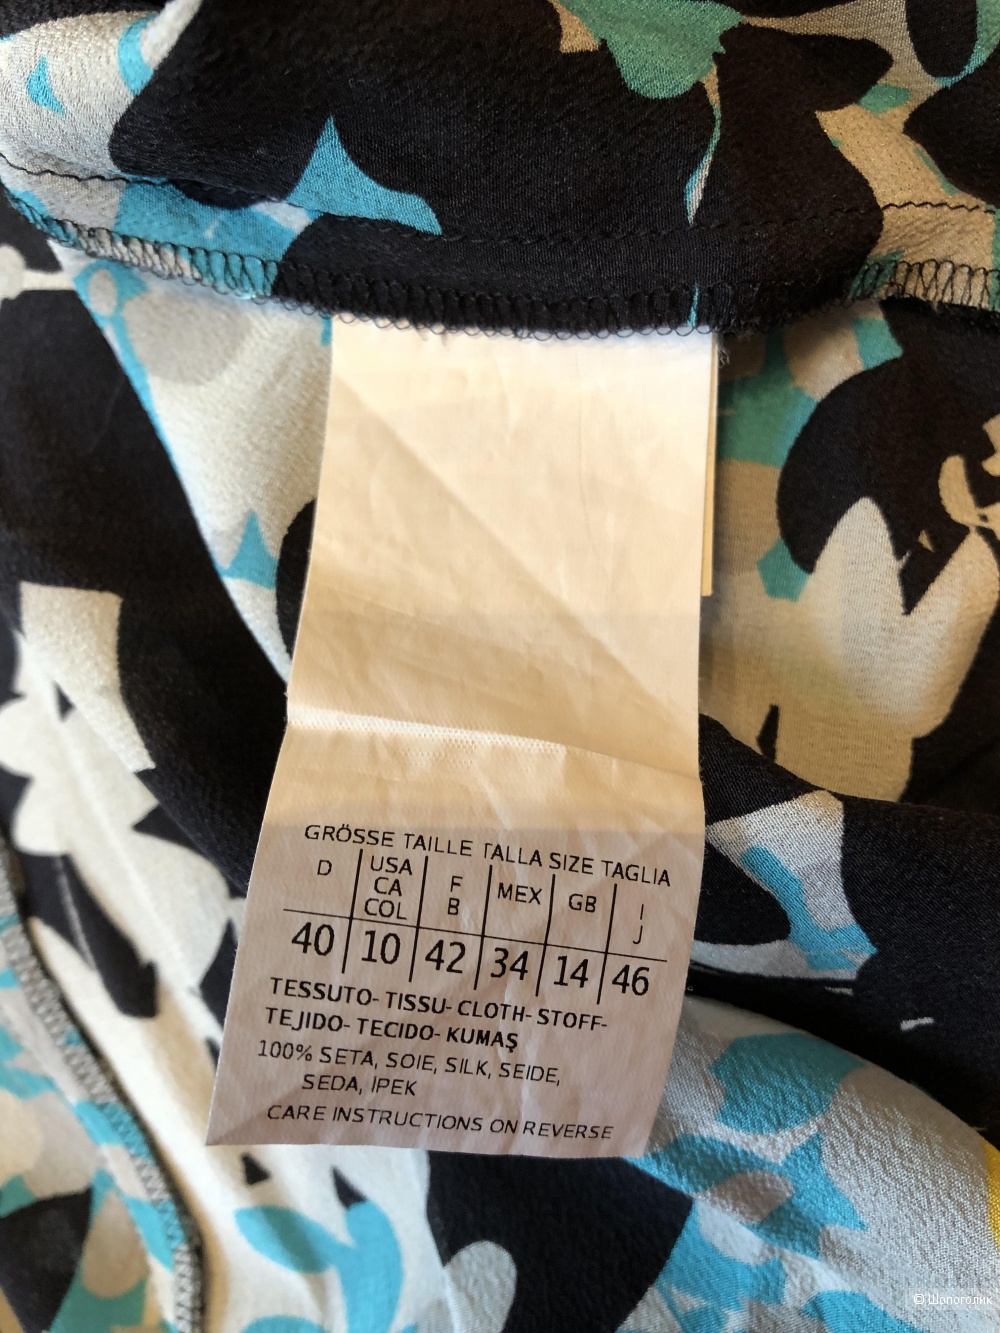 GRÖSSE TAILLE TALLA SIZE TAGLIA
D USA CA COL F B MEX GB I J
40 10 42 34 14 46
TESSUTO- TISSU- CLOTH- STOFF-
TEJIDO- TECIDO- KUMAŞ
100% SETA, SOIE, SILK, SEIDE,
SEDA, IPEK
CARE INSTRUCTIONS ON REVERSE
© Шопоголик